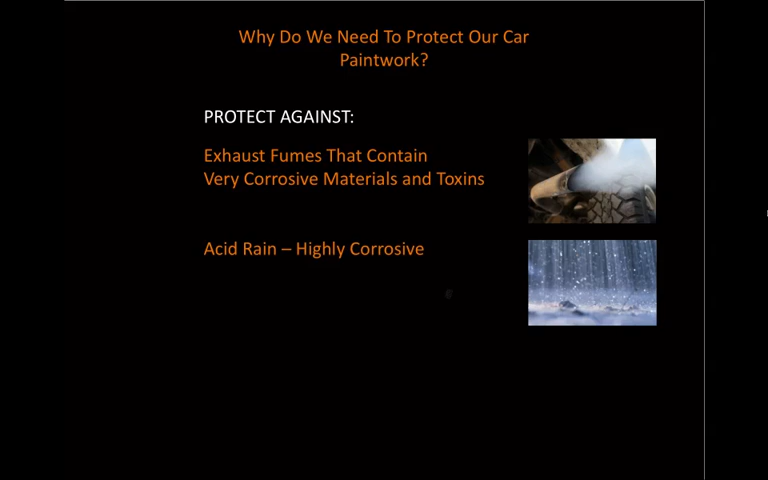 Why Do We Need To Protect Our Car
Paintwork?
PROTECT AGAINST:
Exhaust Fumes That Contain
Very Corrosive Materials and Toxins
Acid Rain – Highly Corrosive